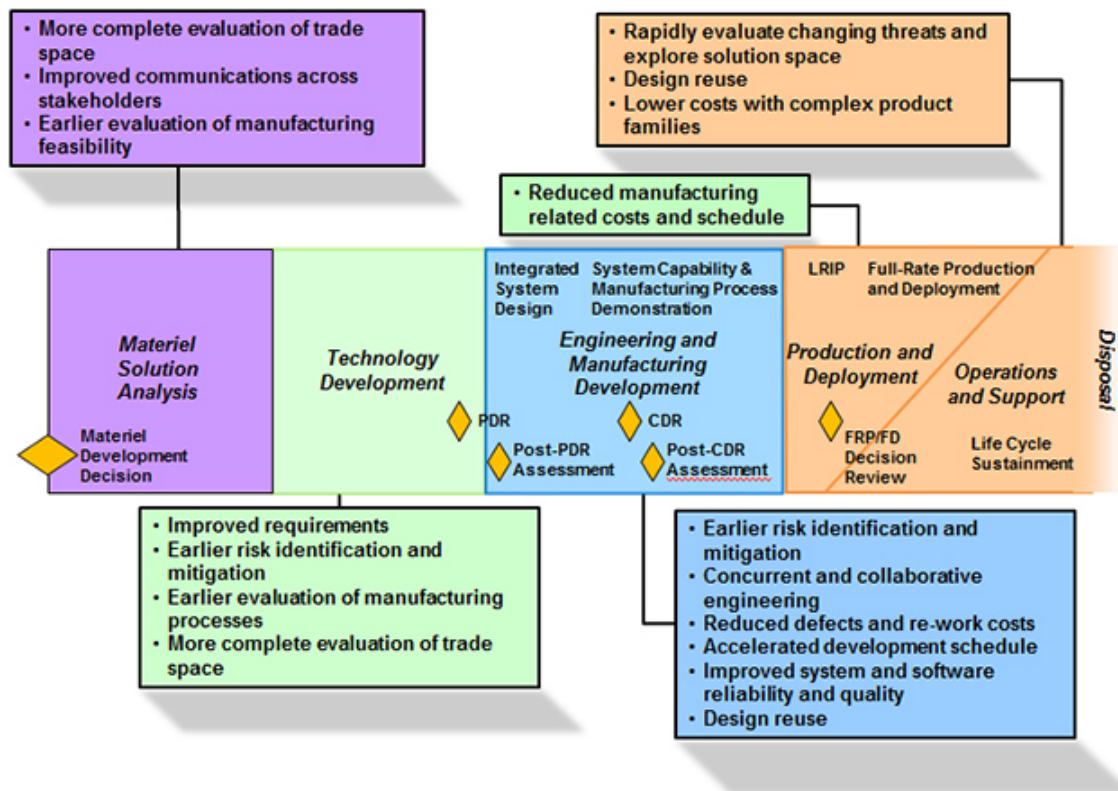 • More complete evaluation of trade
space
• Improved communications across
stakeholders
• Earlier evaluation of manufacturing
feasibility
• Rapidly evaluate changing threats and
explore solution space
• Design reuse
• Lower costs with complex product
families
• Reduced manufacturing
related costs and schedule
Materiel
Solution
Analysis
Materiel
Development
Decision
Technology
Development
PDR
Integrated
System
Design
System Capability &
Manufacturing Process
Demonstration
Engineering and
Manufacturing
Development
CDR
Post-PDR
Assessment
Post-CDR
Assessment
LRIP
Full-Rate Production
and Deployment
Production and
Deployment
FRP/FD
Decision
Review
Operations
and Support
Life Cycle
Sustainment
Disposal
• Improved requirements
• Earlier risk identification and
mitigation
• Earlier evaluation of manufacturing
processes
• More complete evaluation of trade
space
• Earlier risk identification and
mitigation
• Concurrent and collaborative
engineering
• Reduced defects and re-work costs
• Accelerated development schedule
• Improved system and software
reliability and quality
• Design reuse